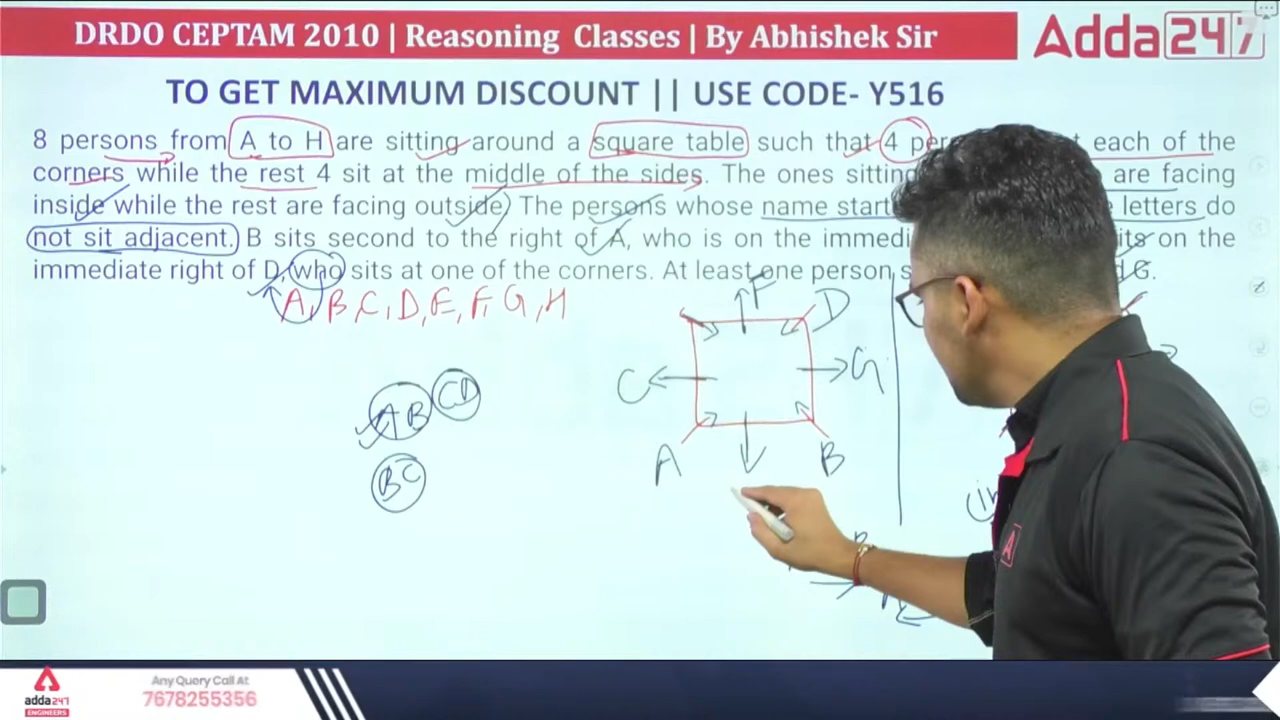 DRDO CEPTAM 2010 | Reasoning Classes | By Abhishek Sir
Adda247
TO GET MAXIMUM DISCOUNT || USE CODE- Y516
8 persons from A to H are sitting around a square table such that 4 each of the
corners while the rest 4 sit at the middle of the sides. The ones sitting are facing
inside while the rest are facing outside. The persons whose name letters do
not sit adjacent. B sits second to the right of A, who is on the on the
immediate right of D, who sits at one of the corners. At least one person G.
A, B, C, D, E, F, G, H
F D
C G
A B
AB CD
BC
A
adda247
ENGINEERS
Any Query Call At
7678255356